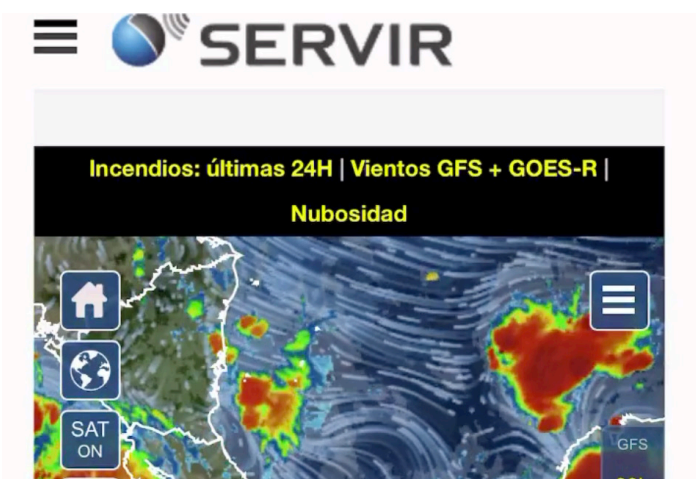 SERVIR
Incendios: últimas 24H | Vientos GFS + GOES-R |
Nubosidad
SAT
ON
GFS